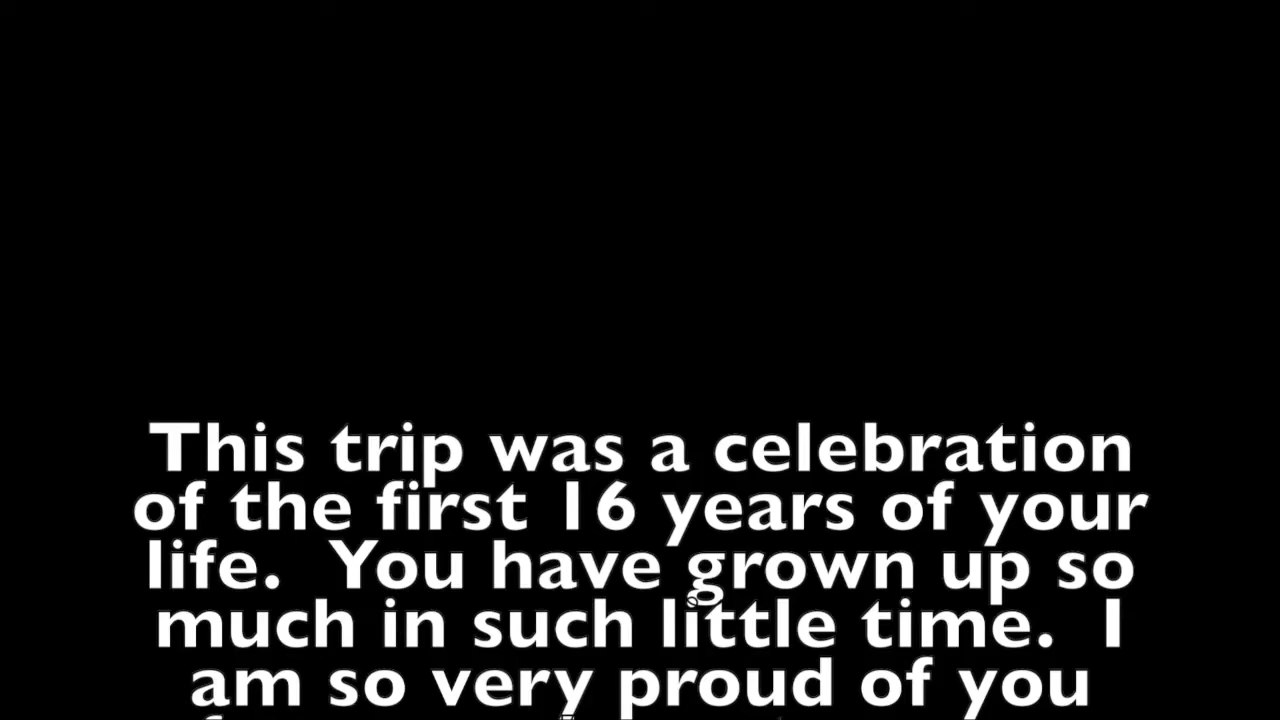 This trip was a celebration
of the first 16 years of your
life.  You have grown up so
much in such little time.  I
am so very proud of you